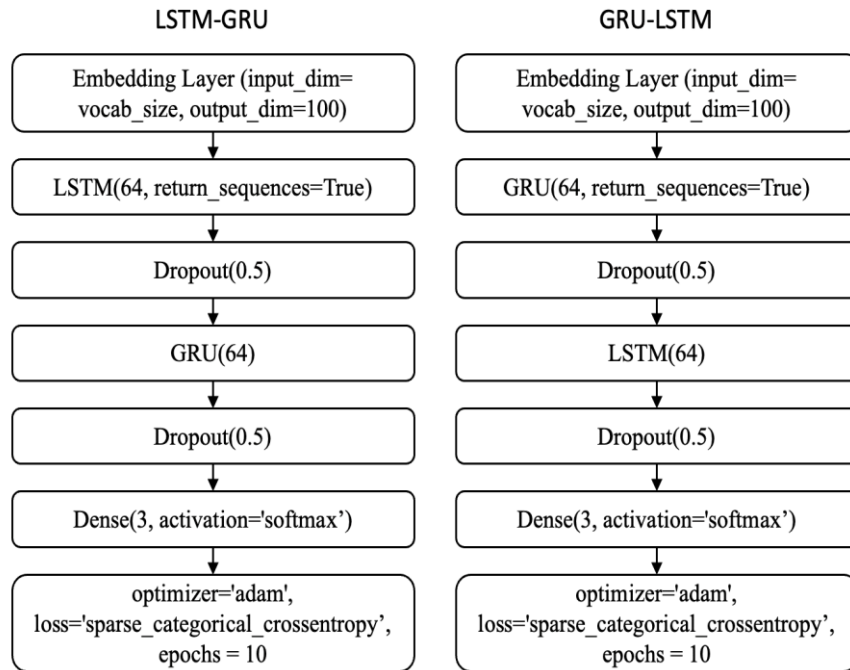 LSTM-GRU
Embedding Layer (input_dim=
vocab_size, output_dim=100)
LSTM(64, return_sequences=True)
Dropout(0.5)
GRU(64)
Dropout(0.5)
Dense(3, activation='softmax’)
optimizer='adam',
loss='sparse_categorical_crossentropy’,
epochs = 10
GRU-LSTM
Embedding Layer (input_dim=
vocab_size, output_dim=100)
GRU(64, return_sequences=True)
Dropout(0.5)
LSTM(64)
Dropout(0.5)
Dense(3, activation='softmax’)
optimizer='adam',
loss='sparse_categorical_crossentropy’,
epochs = 10